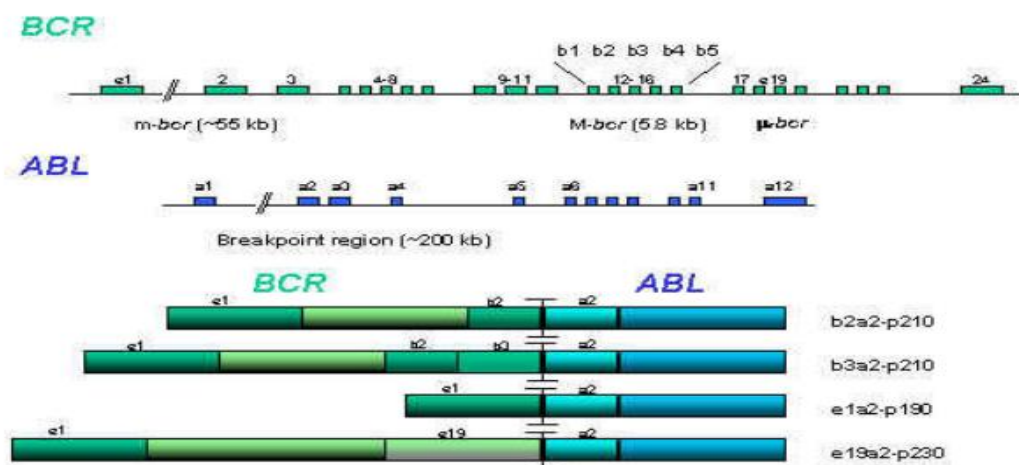 BCR
b1 b2 b3 b4 b5
e1 2 3 4-8 9-11 12-16 17 e19 24
m-bcr (~55 kb) M-bcr (5.8 kb) μ-bcr
ABL
a1 a2 a3 a4 a5 a6 a11 a12
Breakpoint region (~200 kb)
BCR ABL
e1 b2 a2
b2a2-p210
e1 b2 b3 a2
b3a2-p210
e1 a2
e1a2-p190
e1 e19 a2
e19a2-p230